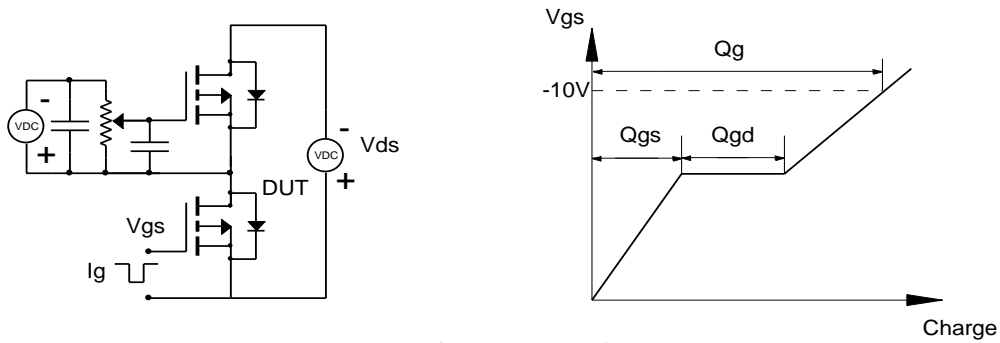 -
VDC
+
-
VDC
+
Vds
DUT
Vgs
Ig
Vgs
Qg
-10V
Qgs
Qgd
Charge